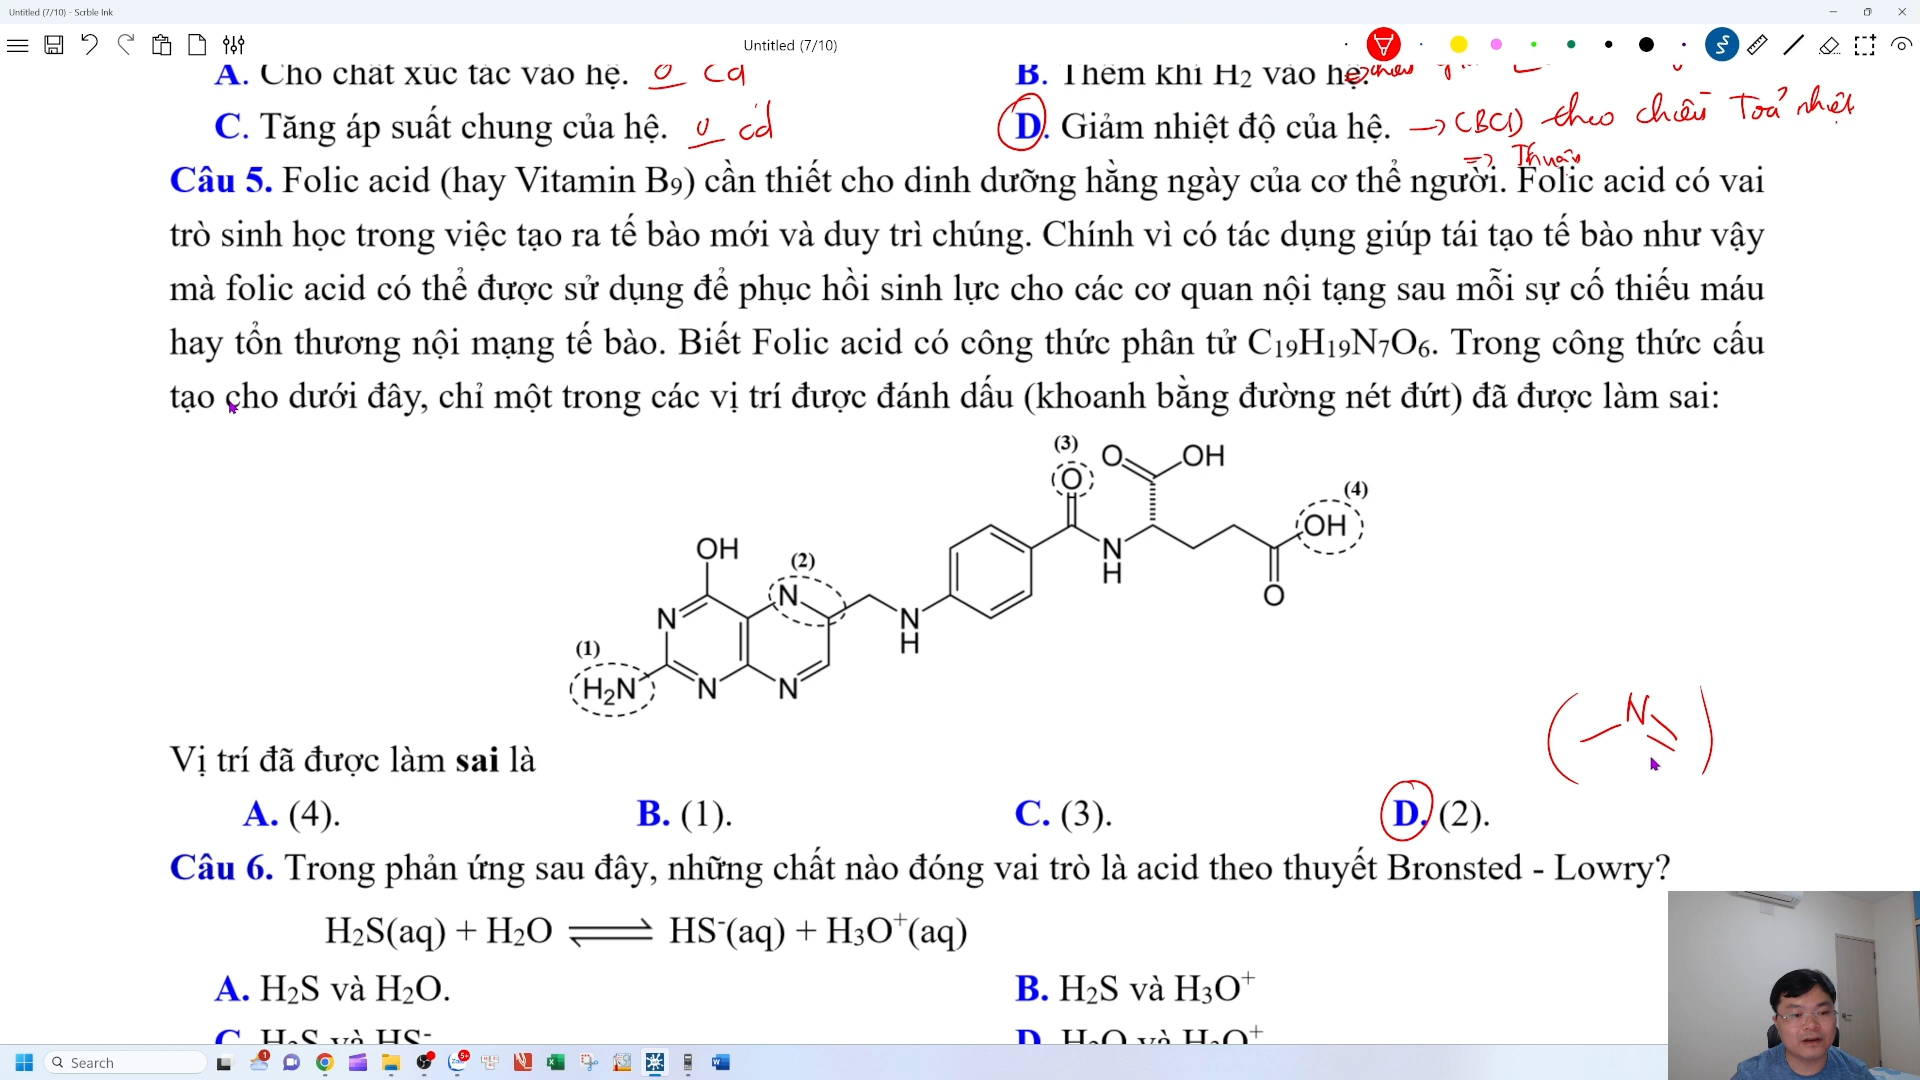 Untitled (7/10) - Scrble Ink
Untitled (7/10)
A. Cho chất xúc tác vào hệ. 0 cd
B. Thêm khí H2 vào hệ.
C. Tăng áp suất chung của hệ. 0 cd
D. Giảm nhiệt độ của hệ. → CBCD theo chiều Toả nhiệt
=> Thuận
Câu 5. Folic acid (hay Vitamin B9) cần thiết cho dinh dưỡng hằng ngày của cơ thể người. Folic acid có vai
trò sinh học trong việc tạo ra tế bào mới và duy trì chúng. Chính vì có tác dụng giúp tái tạo tế bào như vậy
mà folic acid có thể được sử dụng để phục hồi sinh lực cho các cơ quan nội tạng sau mỗi sự cố thiếu máu
hay tổn thương nội mạng tế bào. Biết Folic acid có công thức phân tử C19H19N7O6. Trong công thức cấu
tạo cho dưới đây, chỉ một trong các vị trí được đánh dấu (khoanh bằng đường nét đứt) đã được làm sai:
(3) O OH
O (4)
OH
OH (2) N
H
N O
N N
H
(1)
H2N N N
N
Vị trí đã được làm sai là
A. (4). B. (1). C. (3). D. (2).
Câu 6. Trong phản ứng sau đây, những chất nào đóng vai trò là acid theo thuyết Bronsted - Lowry?
H2S(aq) + H2O ⇌ HS-(aq) + H3O+(aq)
A. H2S và H2O. B. H2S và H3O+
C. H2S và HS-
D. H2O và H3O+
Search